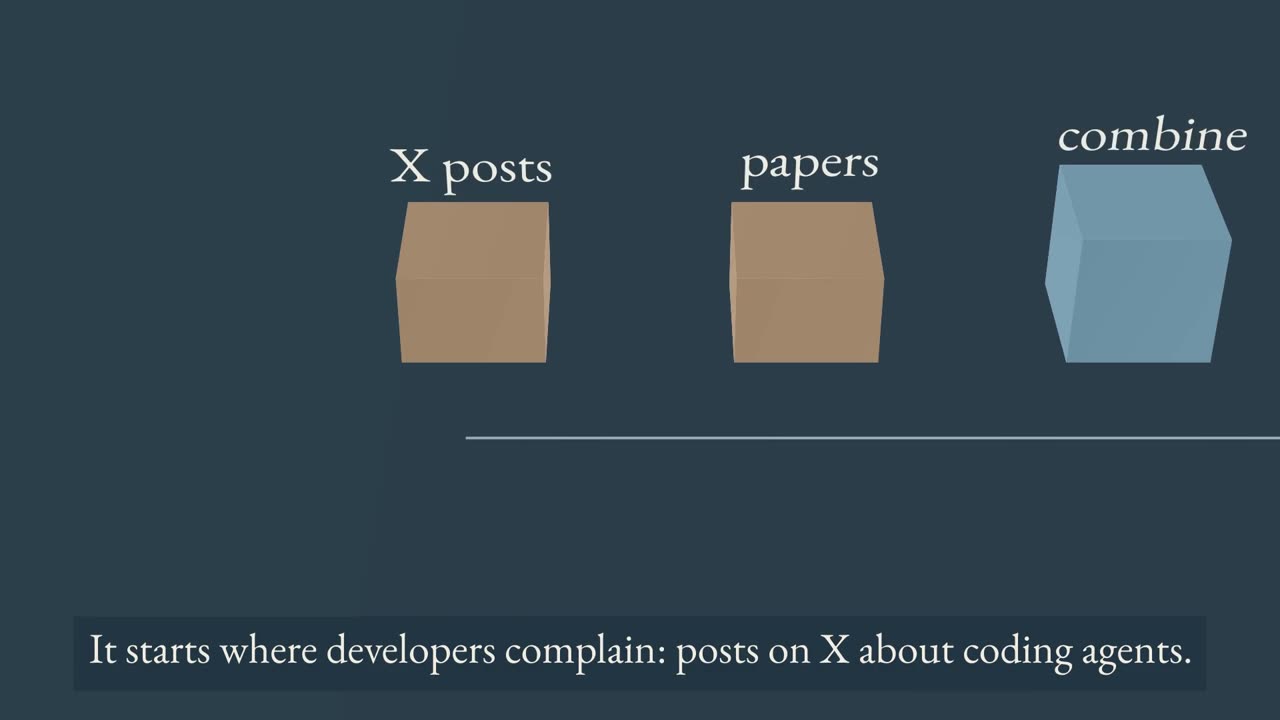 X posts
papers
combine
It starts where developers complain: posts on X about coding agents.